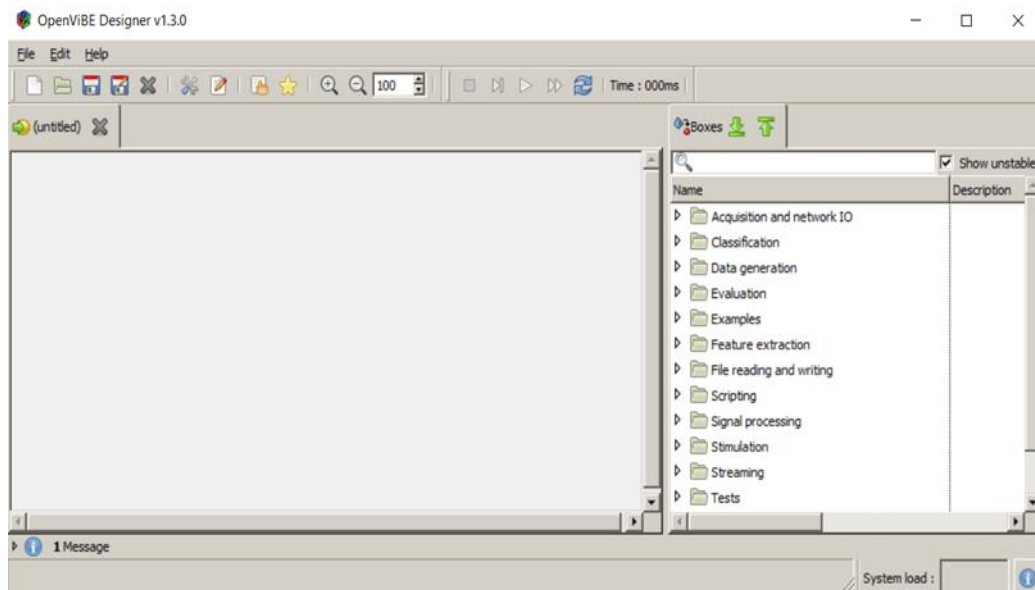 OpenViBE Designer v1.3.0
File Edit Help
100 Time : 000ms
(untitled) Boxes
Show unstable
Name Description
Acquisition and network IO
Classification
Data generation
Evaluation
Examples
Feature extraction
File reading and writing
Scripting
Signal processing
Stimulation
Streaming
Tests
1 Message
System load :